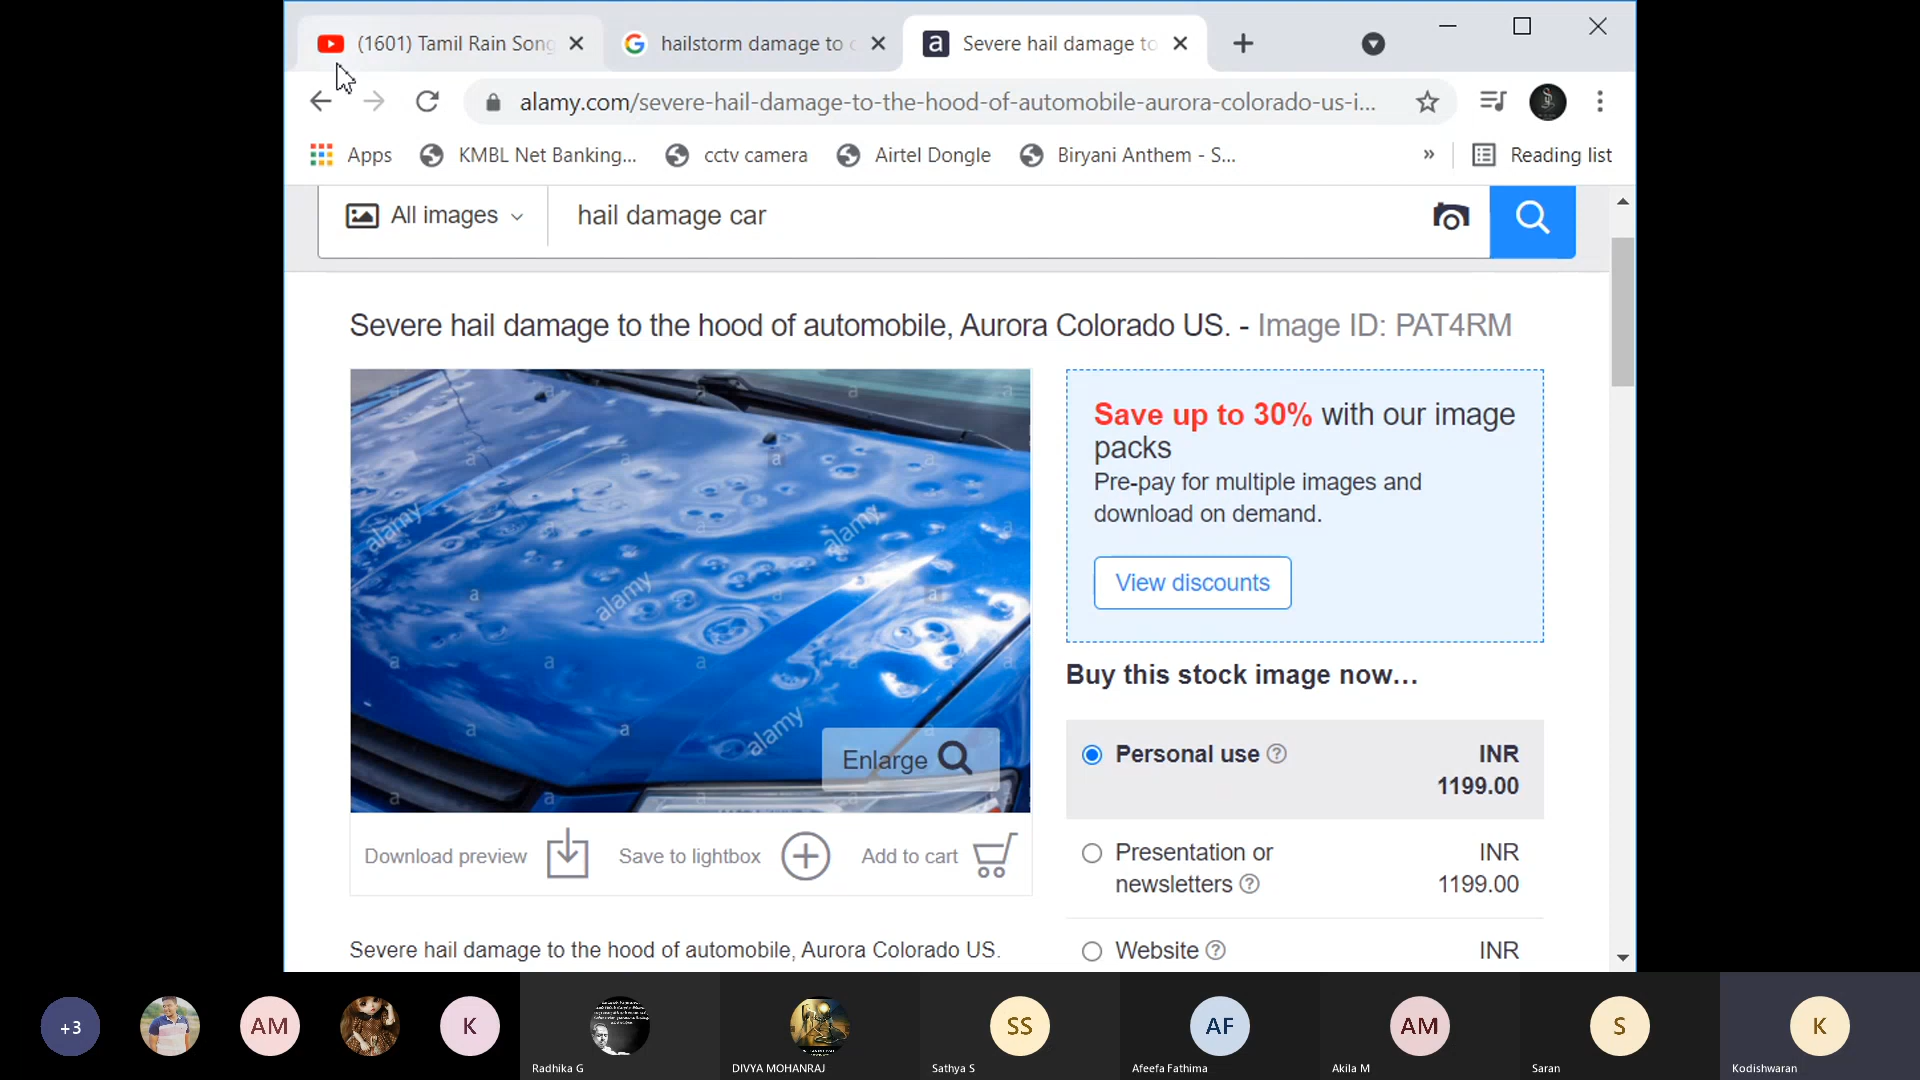 (1601) Tamil Rain Song
hailstorm damage to c
Severe hail damage to
alamy.com/severe-hail-damage-to-the-hood-of-automobile-aurora-colorado-us-i...
Apps
KMBL Net Banking...
cctv camera
Airtel Dongle
Biryani Anthem - S...
»
Reading list
All images
hail damage car
Severe hail damage to the hood of automobile, Aurora Colorado US. - Image ID: PAT4RM
alamy
alamy
alamy
alamy
Enlarge
Save up to 30% with our image
packs
Pre-pay for multiple images and
download on demand.
View discounts
Buy this stock image now...
Personal use ? INR
1199.00
Presentation or INR
newsletters ? 1199.00
Website ? INR
Download preview
Save to lightbox
Add to cart
Severe hail damage to the hood of automobile, Aurora Colorado US.
+3
AM
K
Radhika G
DIVYA MOHANRAJ
SS
Sathya S
AF
Afeefa Fathima
AM
Akila M
S
Saran
K
Kodishwaran